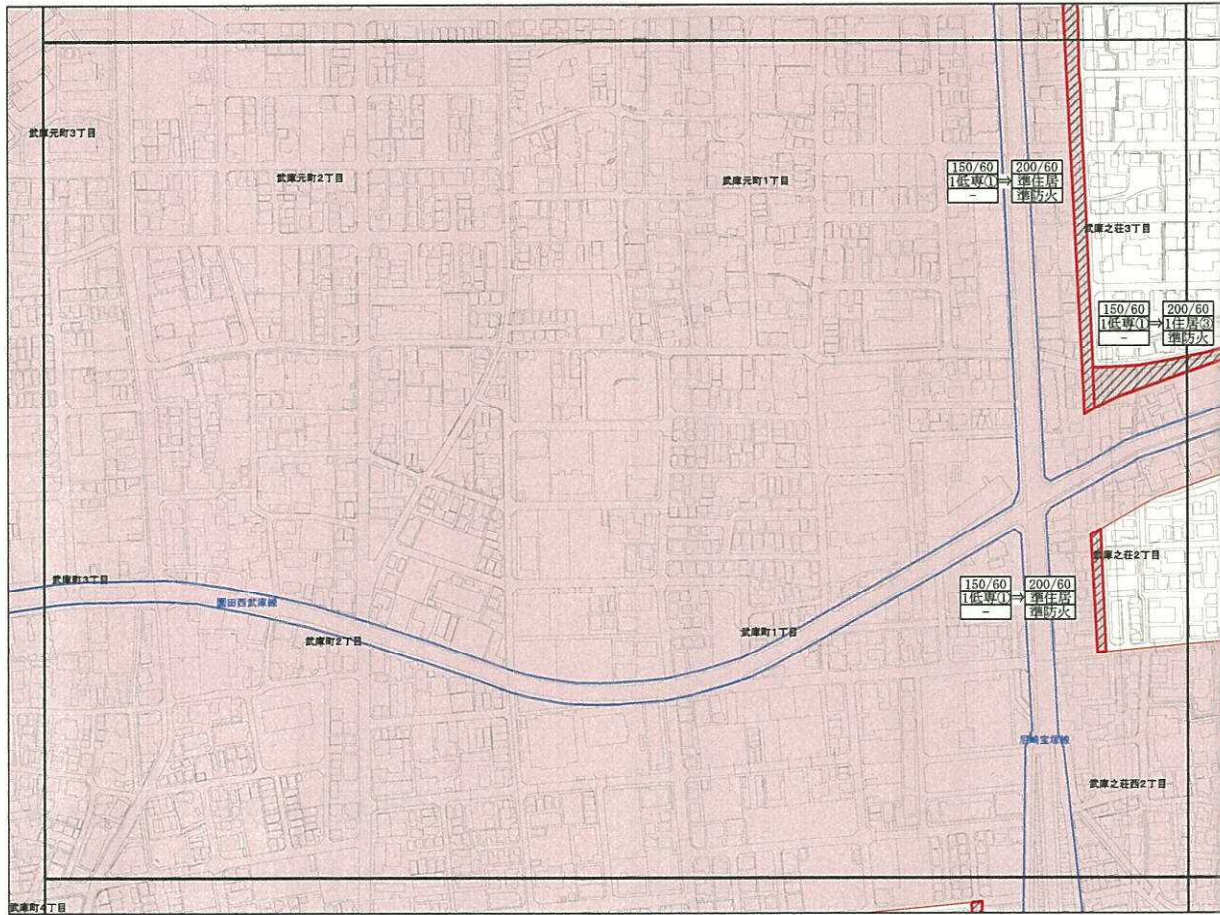 武庫元町3丁目
武庫元町2丁目
武庫元町1丁目
150/60 200/60
1低専① ⇒ 準住居
- 準防火
武庫之荘3丁目
150/60 200/60
1低専① ⇒ 1住居③
- 準防火
武庫之荘2丁目
武庫町3丁目
園田西武庫線
150/60 200/60
1低専① ⇒ 準住居
- 準防火
武庫町2丁目
武庫町1丁目
尼崎宝塚線
武庫之荘西2丁目
武庫町4丁目